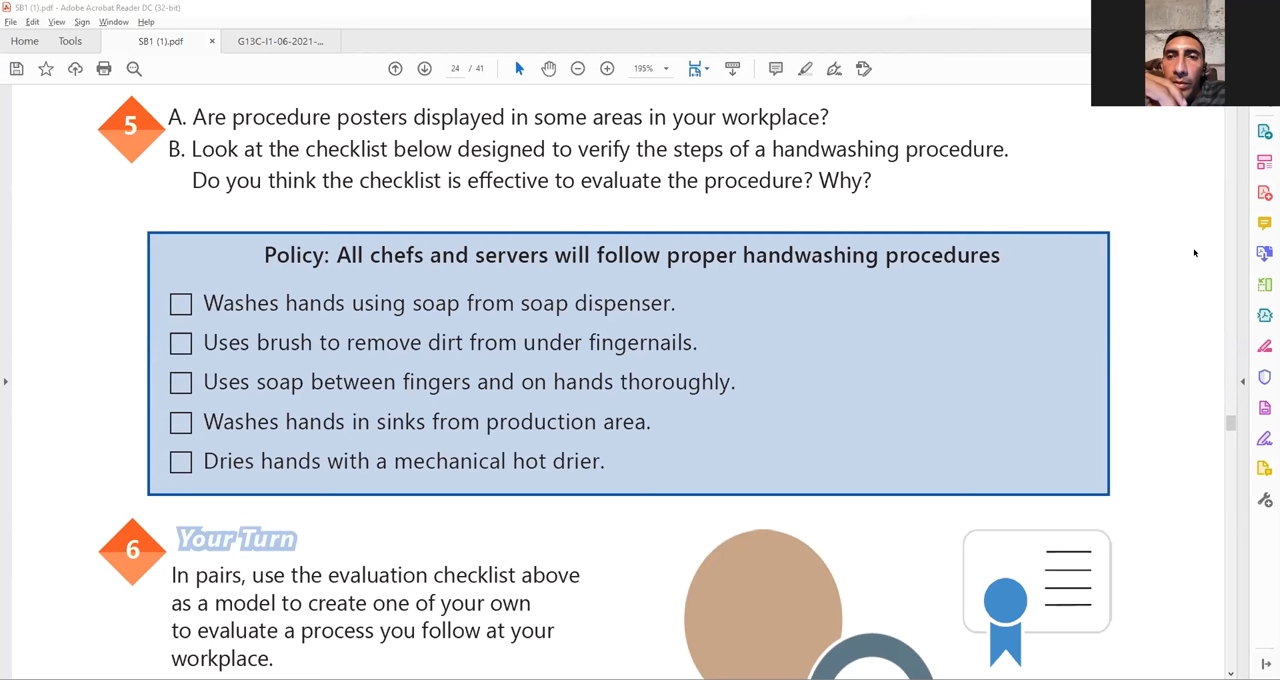 SB1 (1).pdf - Adobe Acrobat Reader DC (32-bit)
File Edit View Sign Window Help
Home Tools SB1 (1).pdf × G13C-I1-06-2021-...
24 / 41 195%
5
A. Are procedure posters displayed in some areas in your workplace?
B. Look at the checklist below designed to verify the steps of a handwashing procedure.
Do you think the checklist is effective to evaluate the procedure? Why?
Policy: All chefs and servers will follow proper handwashing procedures
Washes hands using soap from soap dispenser.
Uses brush to remove dirt from under fingernails.
Uses soap between fingers and on hands thoroughly.
Washes hands in sinks from production area.
Dries hands with a mechanical hot drier.
6
Your Turn
In pairs, use the evaluation checklist above
as a model to create one of your own
to evaluate a process you follow at your
workplace.